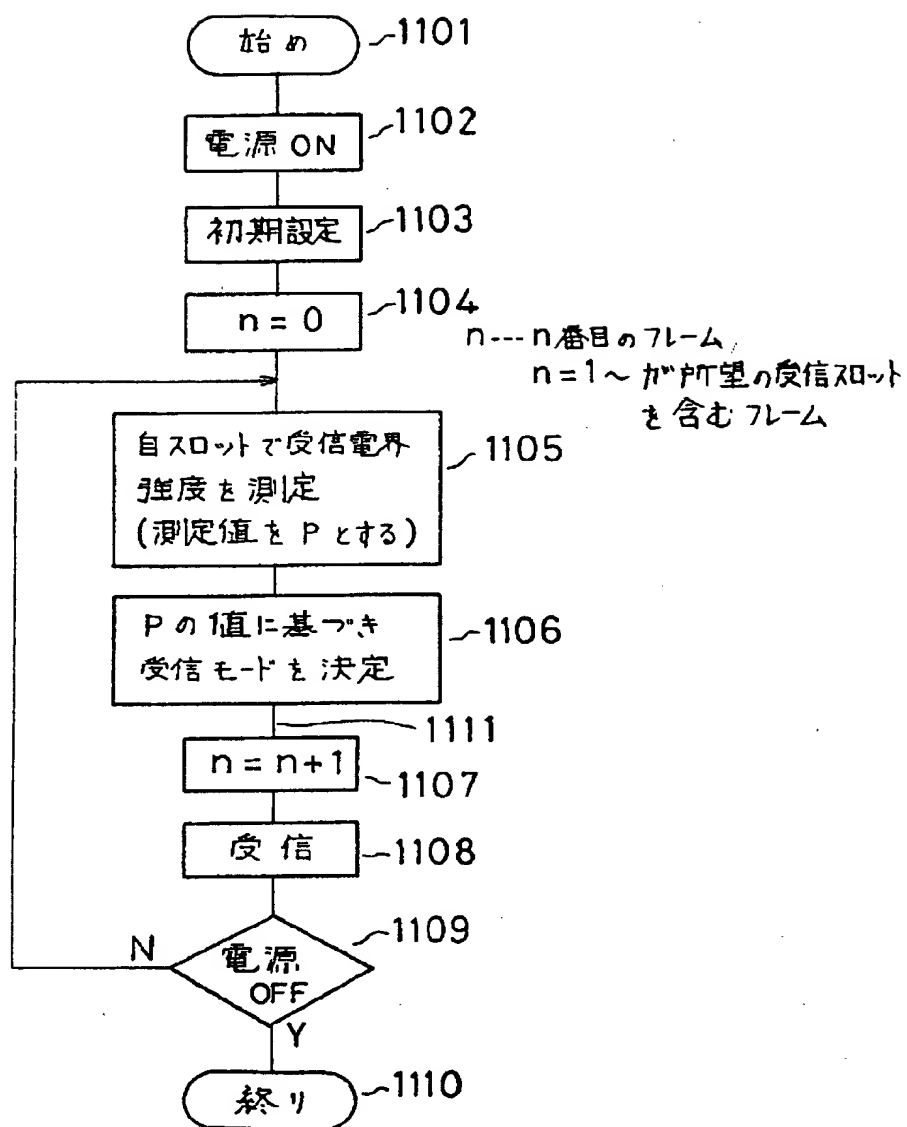 始め
1101
電源 ON
1102
初期設定
1103
n = 0
1104
n --- n番目のフレーム
n = 1 ~ が所望の受信スロット
を含むフレーム
自スロットで受信電界
強度を測定
(測定値を P とする)
1105
P の値に基づき
受信モードを決定
1106
1111
n = n+1
1107
受信
1108
電源
OFF
1109
N
Y
終り
1110